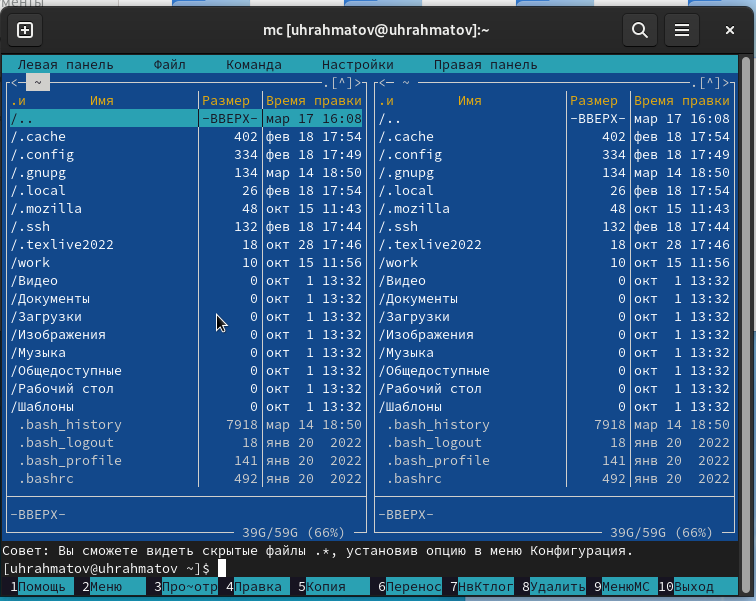 mc [uhrahmatov@uhrahmatov]:~
Левая панель Файл Команда Настройки Правая панель
<— ~ .[^]> <— ~ .[^]>
.и Имя Размер Время правки .и Имя Размер Время правки
/.. —ВВЕРХ— мар 17 16:08 /.. —ВВЕРХ— мар 17 16:08
/.cache 402 фев 18 17:54 /.cache 402 фев 18 17:54
/.config 334 фев 18 17:49 /.config 334 фев 18 17:49
/.gnupg 134 мар 14 18:50 /.gnupg 134 мар 14 18:50
/.local 26 фев 18 17:54 /.local 26 фев 18 17:54
/.mozilla 48 окт 15 11:43 /.mozilla 48 окт 15 11:43
/.ssh 132 фев 18 17:44 /.ssh 132 фев 18 17:44
/.texlive2022 18 окт 28 17:46 /.texlive2022 18 окт 28 17:46
/work 10 окт 15 11:56 /work 10 окт 15 11:56
/Видео 0 окт 1 13:32 /Видео 0 окт 1 13:32
/Документы 0 окт 1 13:32 /Документы 0 окт 1 13:32
/Загрузки 0 окт 1 13:32 /Загрузки 0 окт 1 13:32
/Изображения 0 окт 1 13:32 /Изображения 0 окт 1 13:32
/Музыка 0 окт 1 13:32 /Музыка 0 окт 1 13:32
/Общедоступные 0 окт 1 13:32 /Общедоступные 0 окт 1 13:32
/Рабочий стол 0 окт 1 13:32 /Рабочий стол 0 окт 1 13:32
/Шаблоны 0 окт 1 13:32 /Шаблоны 0 окт 1 13:32
.bash_history 7918 мар 14 18:50 .bash_history 7918 мар 14 18:50
.bash_logout 18 янв 20 2022 .bash_logout 18 янв 20 2022
.bash_profile 141 янв 20 2022 .bash_profile 141 янв 20 2022
.bashrc 492 янв 20 2022 .bashrc 492 янв 20 2022
—ВВЕРХ— —ВВЕРХ—
39G/59G (66%) 39G/59G (66%)
Совет: Вы сможете видеть скрытые файлы .*, установив опцию в меню Конфигурация.
[uhrahmatov@uhrahmatov ~]$
1Помощь 2Меню 3Про~отр 4Правка 5Копия 6Перенос 7НвКтлог 8Удалить 9МенюМС 10Выход